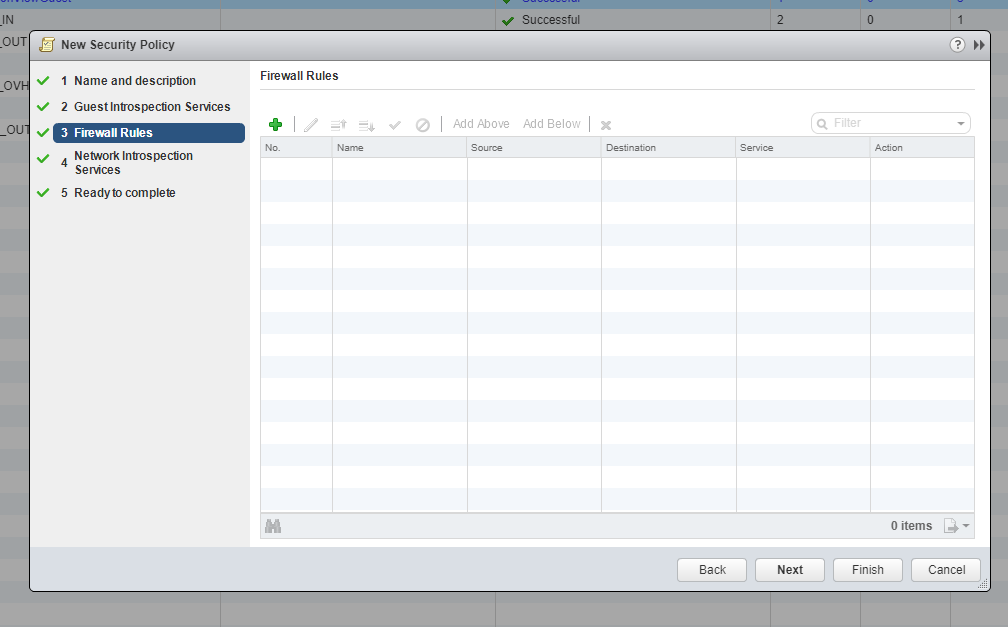 Successful
_IN
Successful 2 0 1
_OUT
New Security Policy
?
1 Name and description
Firewall Rules
_OVH
2 Guest Introspection Services
_OUT
3 Firewall Rules
Add Above Add Below
Filter
4 Network Introspection
Services
No. Name Source Destination Service Action
5 Ready to complete
0 items
Back Next Finish Cancel